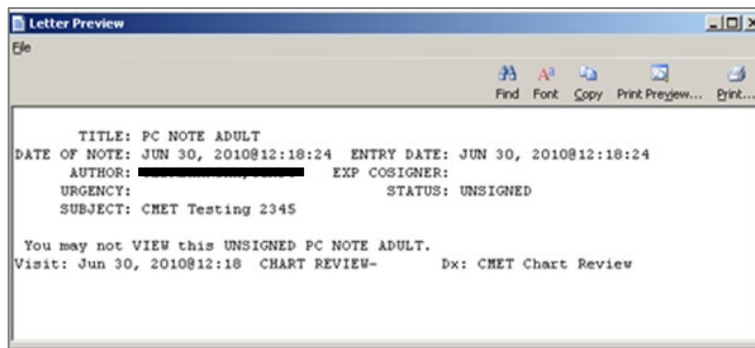 Letter Preview
File
Find Font Copy Print Preview... Print...
TITLE: PC NOTE ADULT
DATE OF NOTE: JUN 30, 2010@12:18:24 ENTRY DATE: JUN 30, 2010@12:18:24
AUTHOR: EXP COSIGNER:
URGENCY: STATUS: UNSIGNED
SUBJECT: CMET Testing 2345
You may not VIEW this UNSIGNED PC NOTE ADULT.
Visit: Jun 30, 2010@12:18 CHART REVIEW- Dx: CMET Chart Review